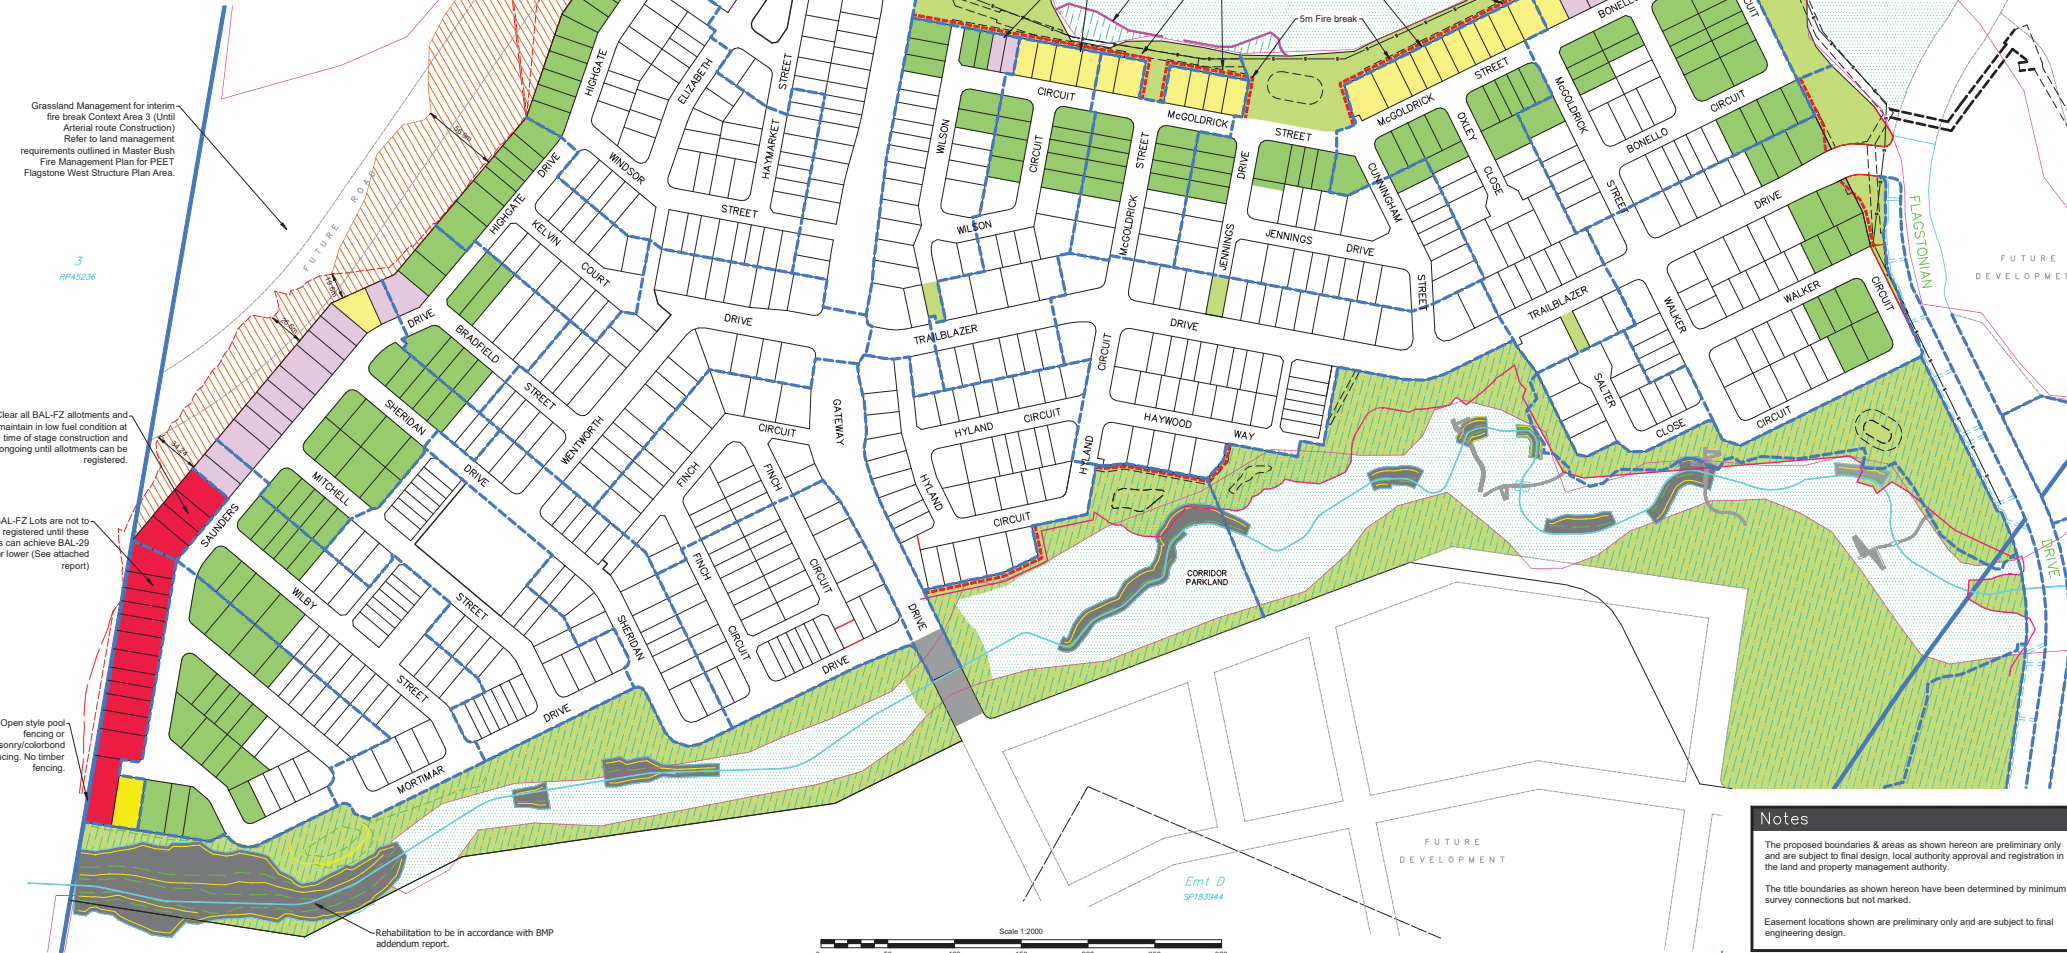 Grassland Management for interim
fire break Context Area 3 (Until
Arterial route Construction)
Refer to land management
requirements outlined in Master Bush
Fire Management Plan for PEET
Flagstone West Structure Plan Area.
3
RP45236
Clear all BAL-FZ allotments and
maintain in low fuel condition at
time of stage construction and
ongoing until allotments can be
registered.
AL-FZ Lots are not to
registered until these
s can achieve BAL-29
r lower (See attached
report)
Open style pool
fencing or
sonry/colorbond
ncing. No timber
fencing.
FUTURE ROAD
50.9m
19.6m
26.6m
34.24
HIGHGATE
ELIZABETH
STREET
HAYMARKET
WINDSOR
STREET
HIGHGATE DRIVE
KELVIN
COURT
DRIVE
BRADFIELD
STREET
SHERIDAN
DRIVE
MITCHELL
SAUNDERS
WILBY
STREET
STREET
WENTWORTH
DRIVE
SHERIDAN
FINCH
FINCH
CIRCUIT
FINCH
CIRCUIT
CIRCUIT
DRIVE
DRIVE
MORTIMAR
GATEWAY
DRIVE
WILSON
CIRCUIT
CIRCUIT
WILSON
McGOLDRICK
STREET
McGOLDRICK
STREET
DRIVE
JENNINGS
JENNINGS
DRIVE
CUNNINGHAM
STREET
McGOLDRICK
STREET
5m Fire break
OXLEY
CLOSE
McGOLDRICK
STREET
BONELLO
CUIT
BONELLO
CIRCUIT
TRAILBLAZER
DRIVE
TRAILBLAZER
DRIVE
WALKER
WALKER
CIRCUIT
CIRCUIT
SALTER
CLOSE
HYLAND
CIRCUIT
HYLAND
CIRCUIT
HYLAND
CIRCUIT
HAYWOOD
WAY
CORRIDOR
PARKLAND
FLAGSTONIAN
DRIVE
FUTURE
DEVELOPMEN
FUTURE
DEVELOPMENT
Emt D
SP183944
Rehabilitation to be in accordance with BMP
addendum report.
Scale 1:2000
Notes
The proposed boundaries & areas as shown hereon are preliminary only
and are subject to final design, local authority approval and registration in
the land and property management authority.
The title boundaries as shown hereon have been determined by minimum
survey connections but not marked.
Easement locations shown are preliminary only and are subject to final
engineering design.